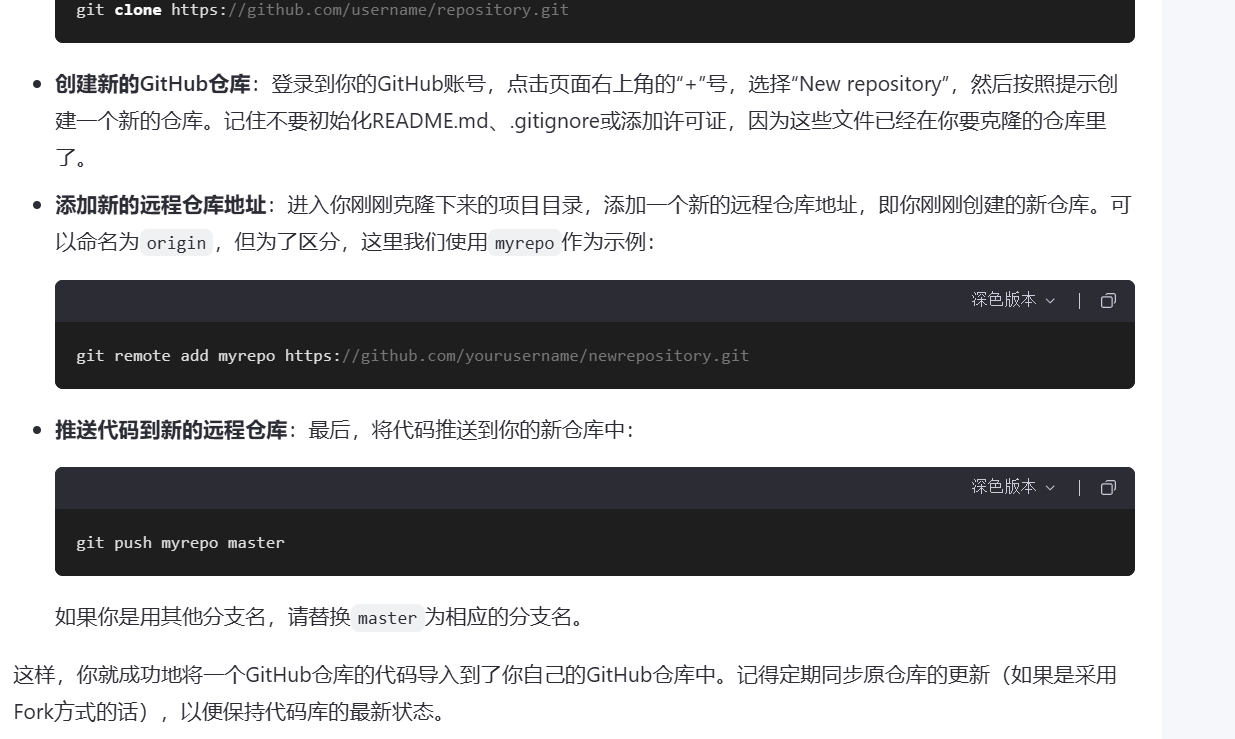 git clone https://github.com/username/repository.git
创建新的GitHub仓库：登录到你的GitHub账号，点击页面右上角的“+”号，选择“New repository”，然后按照提示创
建一个新的仓库。记住不要初始化README.md、.gitignore或添加许可证，因为这些文件已经在你要克隆的仓库里
了。
添加新的远程仓库地址：进入你刚刚克隆下来的项目目录，添加一个新的远程仓库地址，即你刚刚创建的新仓库。可
以命名为 origin ，但为了区分，这里我们使用 myrepo 作为示例：
深色版本
git remote add myrepo https://github.com/yourusername/newrepository.git
推送代码到新的远程仓库：最后，将代码推送到你的新仓库中：
深色版本
git push myrepo master
如果你是用其他分支名，请替换 master 为相应的分支名。
这样，你就成功地将一个GitHub仓库的代码导入到了你自己的GitHub仓库中。记得定期同步原仓库的更新（如果是采用
Fork方式的话），以便保持代码库的最新状态。